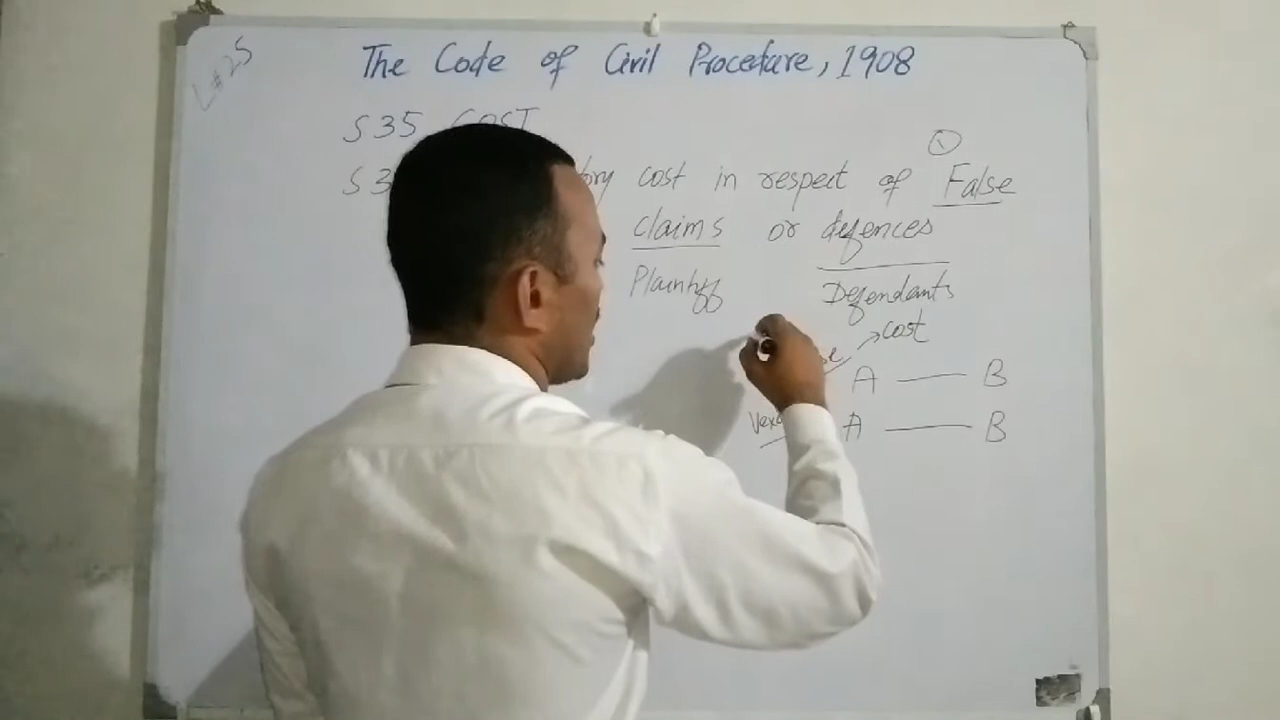 L#25
The Code of Civil Procedure, 1908
S 35 COST
S 3 cost in respect of False
claims or defences
Plaintiff Defendants
cost
A — B
A — B